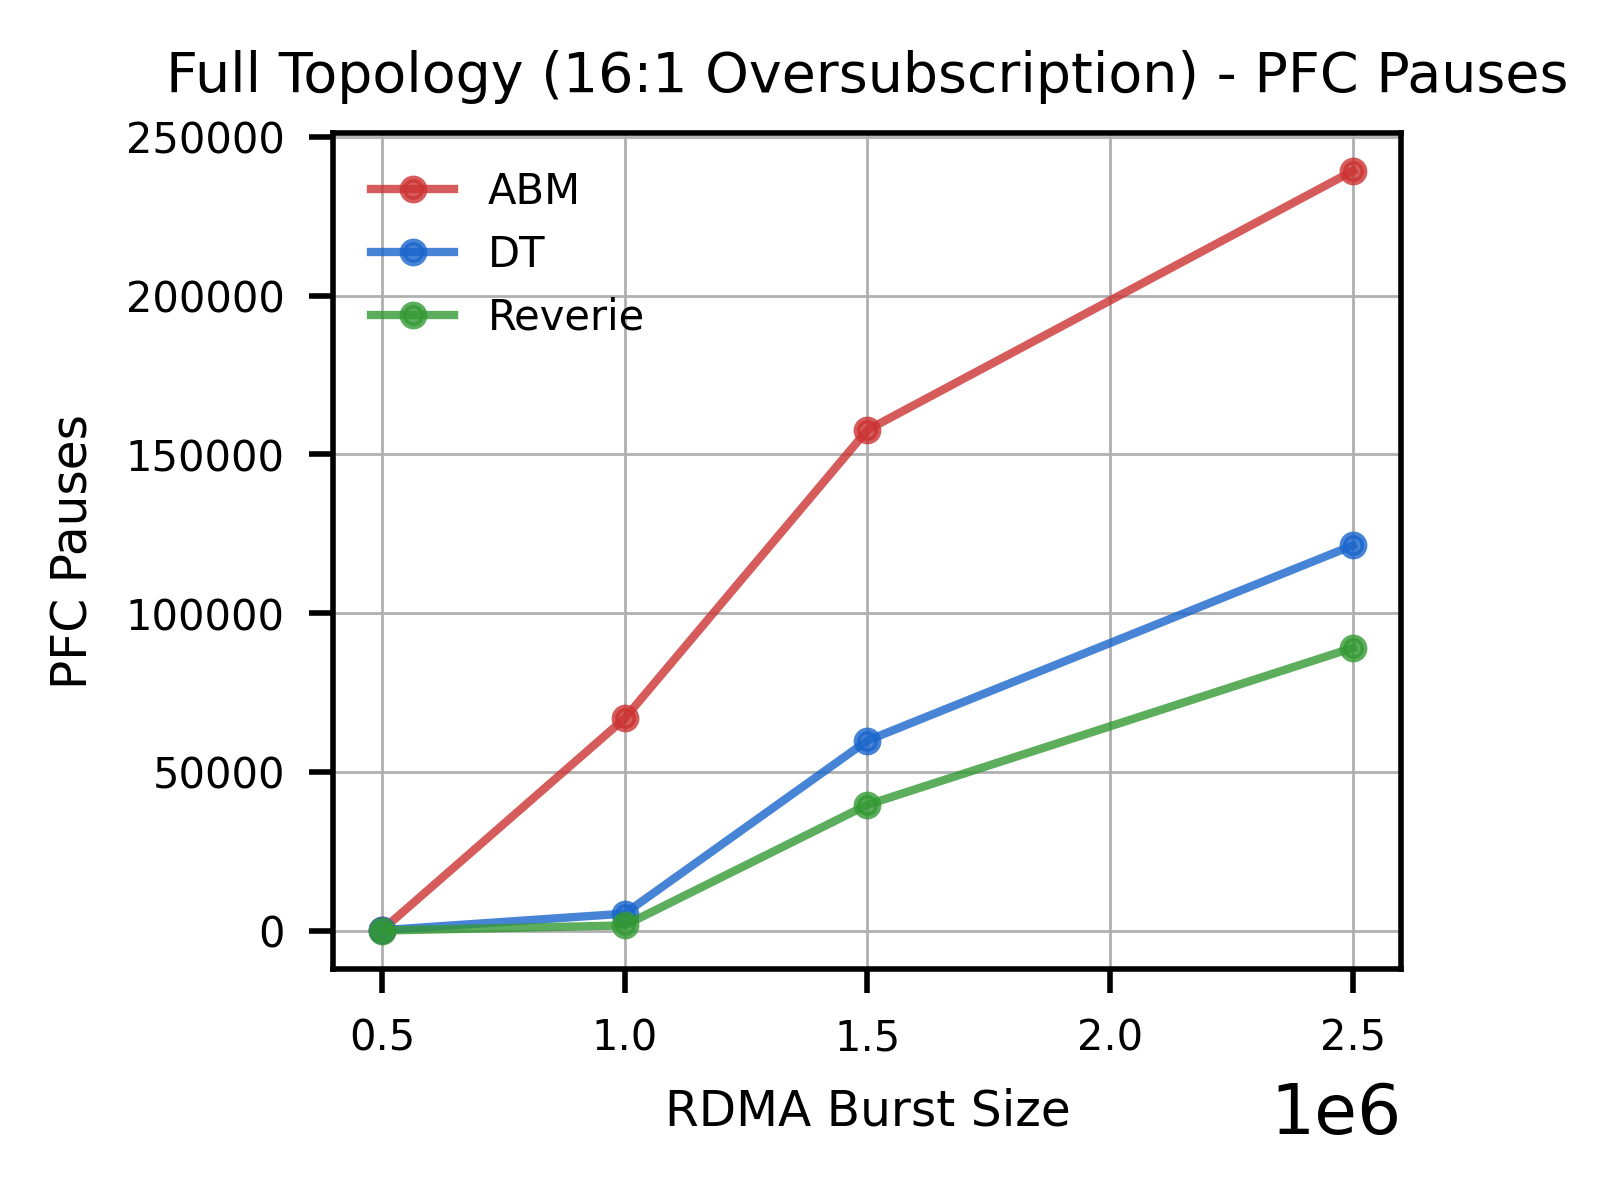 Full Topology (16:1 Oversubscription) - PFC Pauses
250000
200000
150000
100000
50000
0
PFC Pauses
ABM
DT
Reverie
0.5 1.0 1.5 2.0 2.5
RDMA Burst Size
1e6